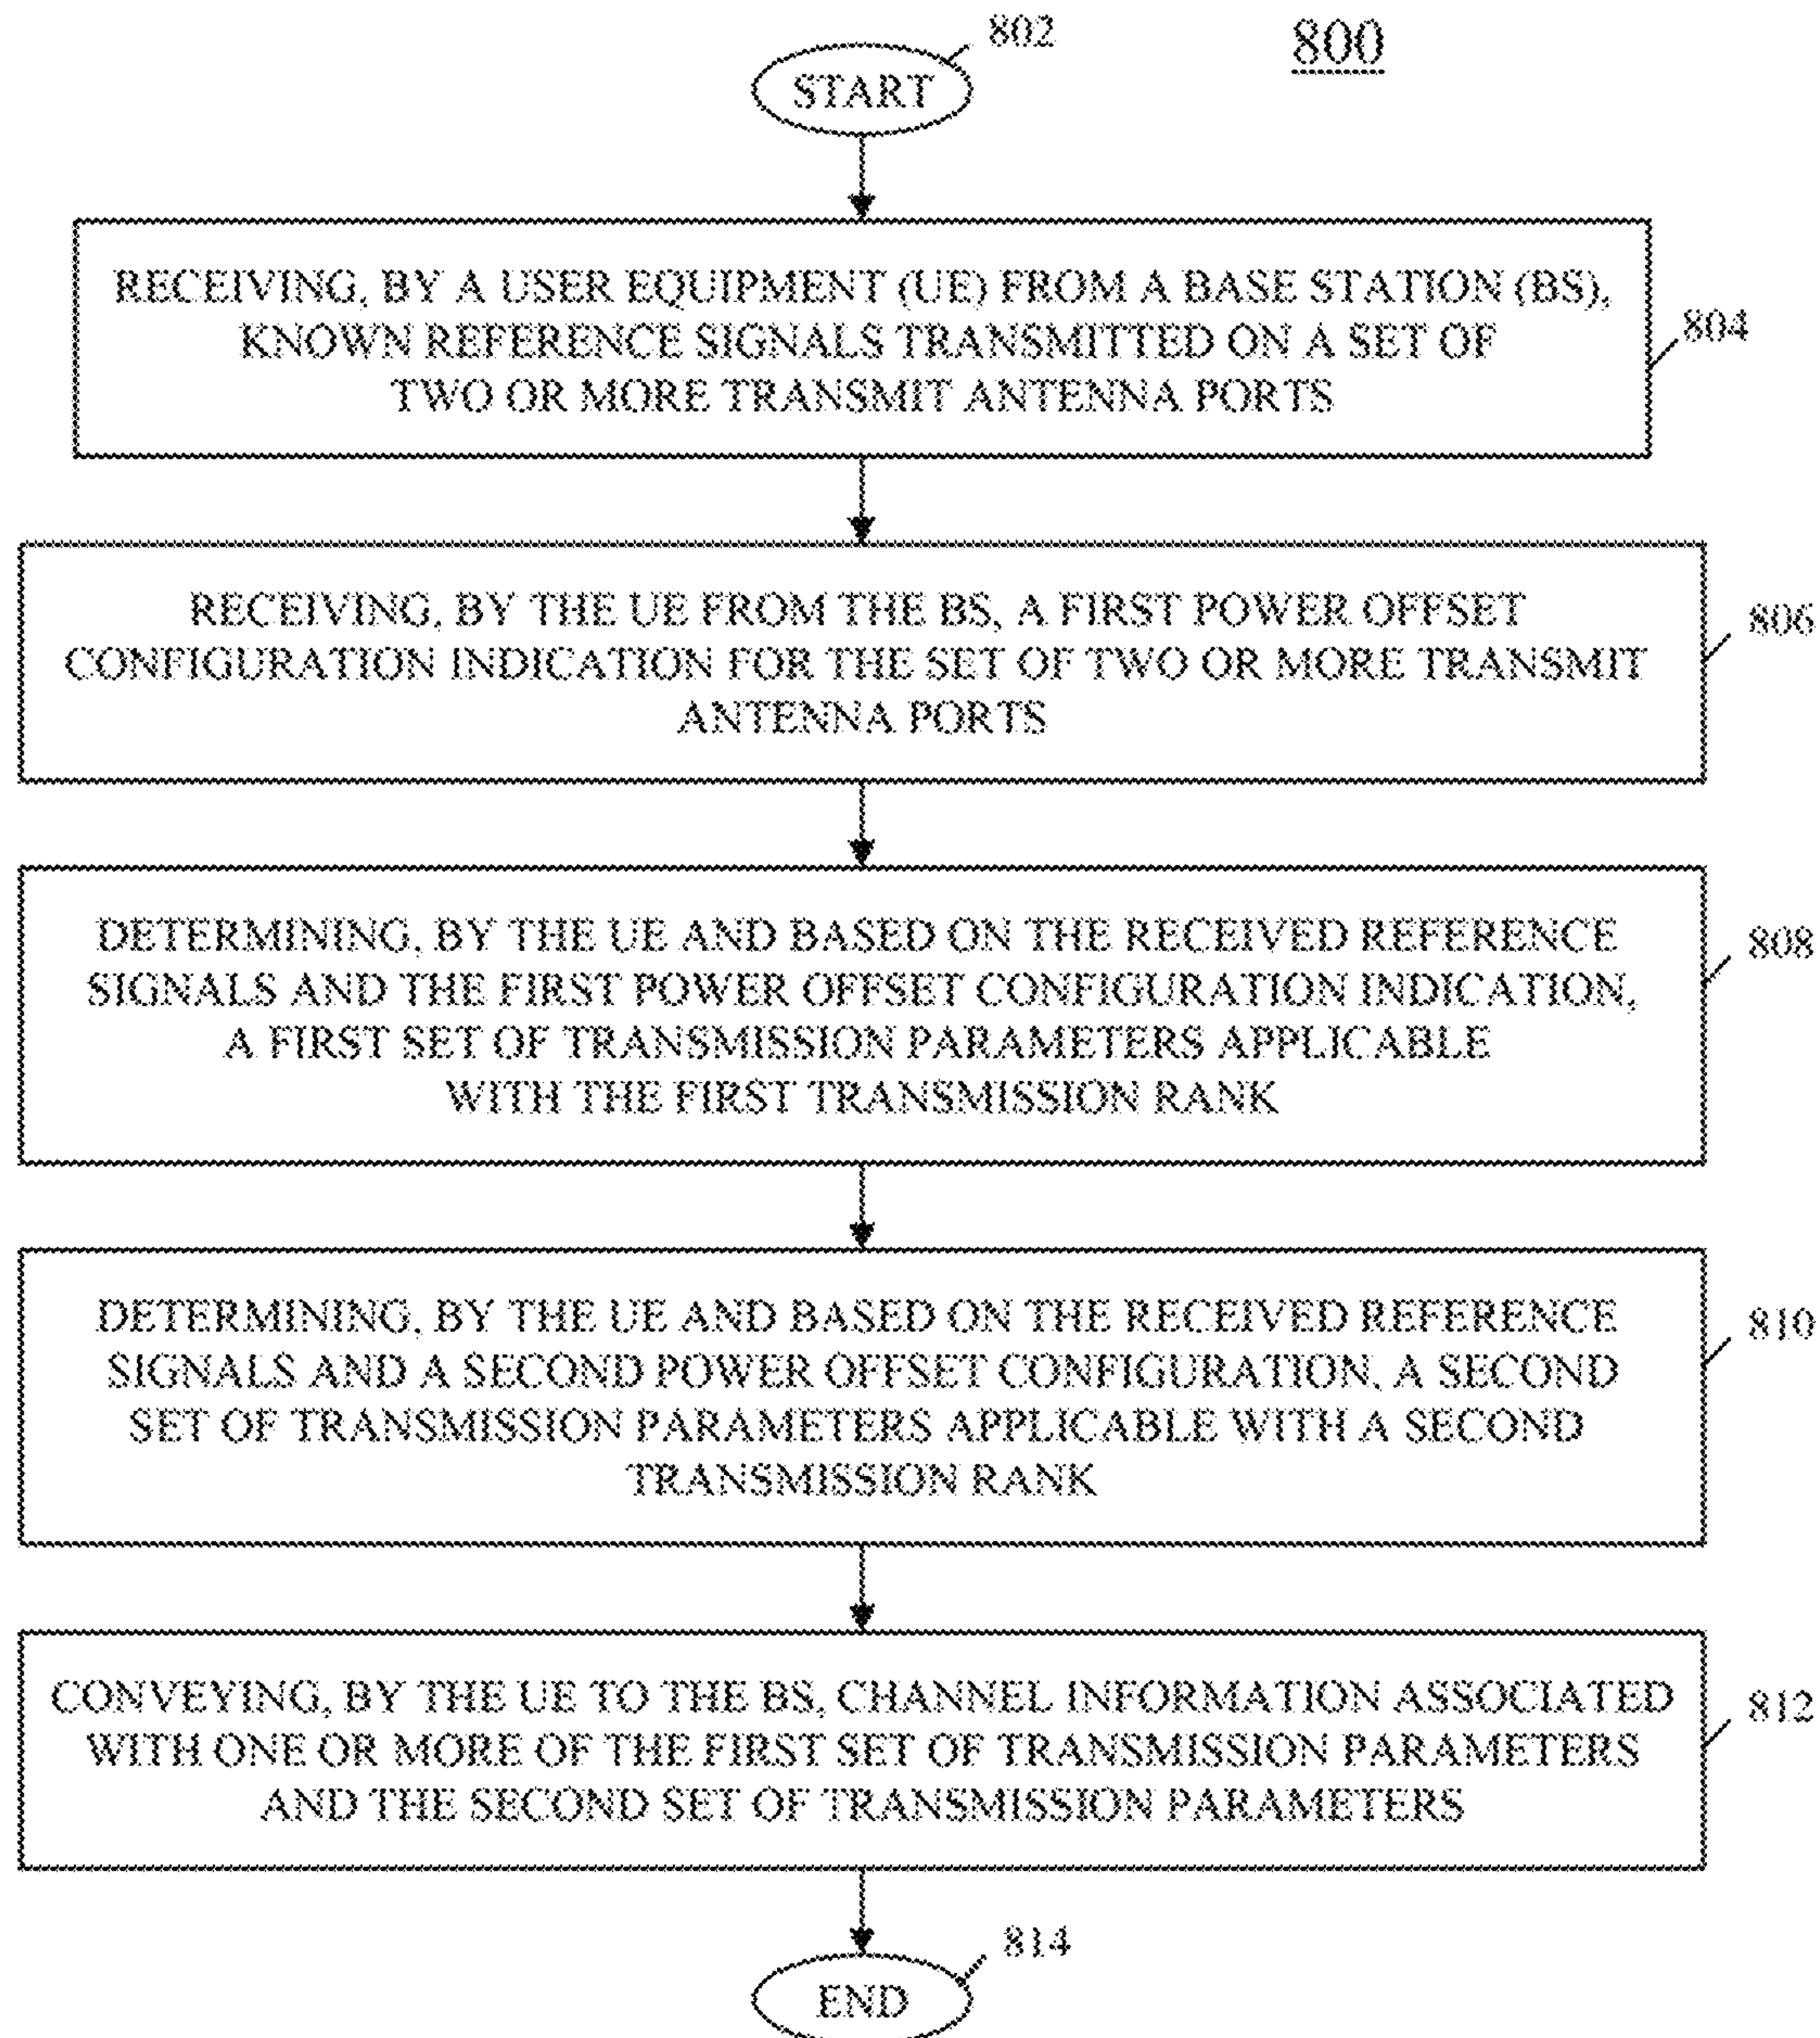 802
800
START
RECEIVING, BY A USER EQUIPMENT (UE) FROM A BASE STATION (BS),
KNOWN REFERENCE SIGNALS TRANSMITTED ON A SET OF
TWO OR MORE TRANSMIT ANTENNA PORTS
804
RECEIVING, BY THE UE FROM THE BS, A FIRST POWER OFFSET
CONFIGURATION INDICATION FOR THE SET OF TWO OR MORE TRANSMIT
ANTENNA PORTS
806
DETERMINING, BY THE UE AND BASED ON THE RECEIVED REFERENCE
SIGNALS AND THE FIRST POWER OFFSET CONFIGURATION INDICATION,
A FIRST SET OF TRANSMISSION PARAMETERS APPLICABLE
WITH THE FIRST TRANSMISSION RANK
808
DETERMINING, BY THE UE AND BASED ON THE RECEIVED REFERENCE
SIGNALS AND A SECOND POWER OFFSET CONFIGURATION, A SECOND
SET OF TRANSMISSION PARAMETERS APPLICABLE WITH A SECOND
TRANSMISSION RANK
810
CONVEYING, BY THE UE TO THE BS, CHANNEL INFORMATION ASSOCIATED
WITH ONE OR MORE OF THE FIRST SET OF TRANSMISSION PARAMETERS
AND THE SECOND SET OF TRANSMISSION PARAMETERS
812
814
END